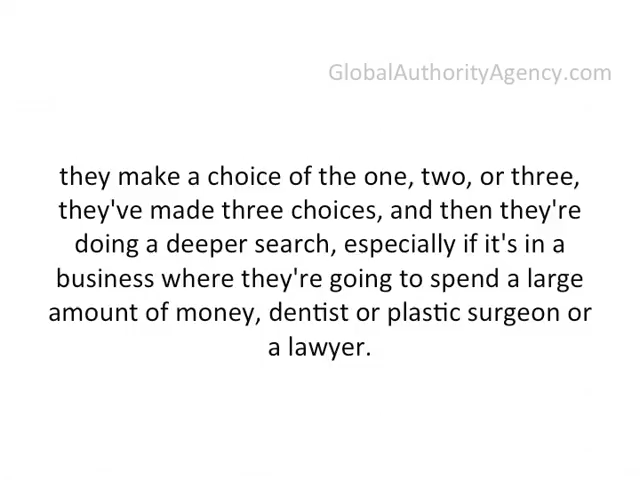 GlobalAuthorityAgency.com
they make a choice of the one, two, or three,
they've made three choices, and then they're
doing a deeper search, especially if it's in a
business where they're going to spend a large
amount of money, dentist or plastic surgeon or
a lawyer.